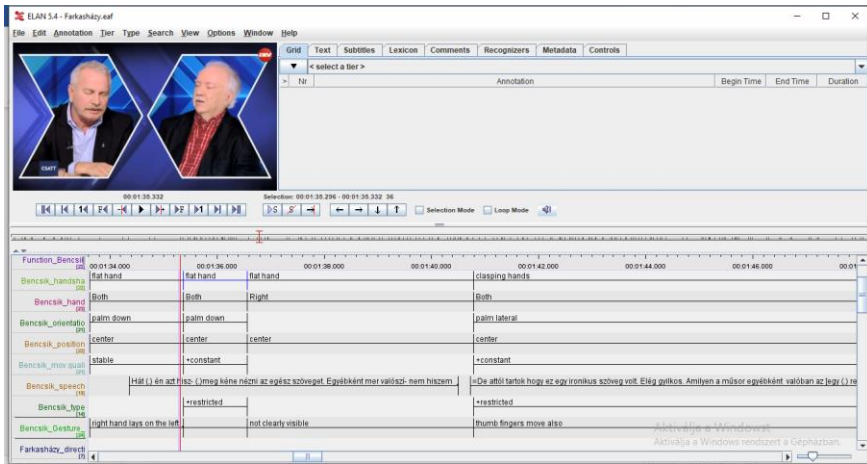 ELAN 5.4 - Farkasházy.eaf
File Edit Annotation Tier Type Search View Options Window Help
Grid Text Subtitles Lexicon Comments Recognizers Metadata Controls
< select a tier >
> Nr Annotation Begin Time End Time Duration
CSATT
00:01:35.332
Selection: 00:01:35.296 - 00:01:35.332 36
Selection Mode Loop Mode
Function_Bencsik
00:01:34.000 00:01:36.000 00:01:38.000 00:01:40.000 00:01:42.000 00:01:44.000 00:01:46.000 00:01
Bencsik_handsha flat hand flat hand flat hand clasping hands
Bencsik_hand Both Both Right Both
Bencsik_orientatio palm down palm down palm lateral
Bencsik_position center center center center
Bencsik_mov.quali stable +constant +constant
Bencsik_speech Hát (.) én azt hisz- (.)meg kéne nézni az egész szöveget. Egyébként mer valószí- nem hiszem =De attól tartok hogy ez egy ironikus szöveg volt. Elég gyilkos. Amilyen a műsor egyébként valóban az [egy (.) re
Bencsik_type +restricted +restricted
Bencsik_Gesture_ right hand lays on the left. not clearly visible thumb fingers move also
Farkasházy_directi
Aktiválja a Windowst
Aktiválja a Windows rendszert a Gépházban.